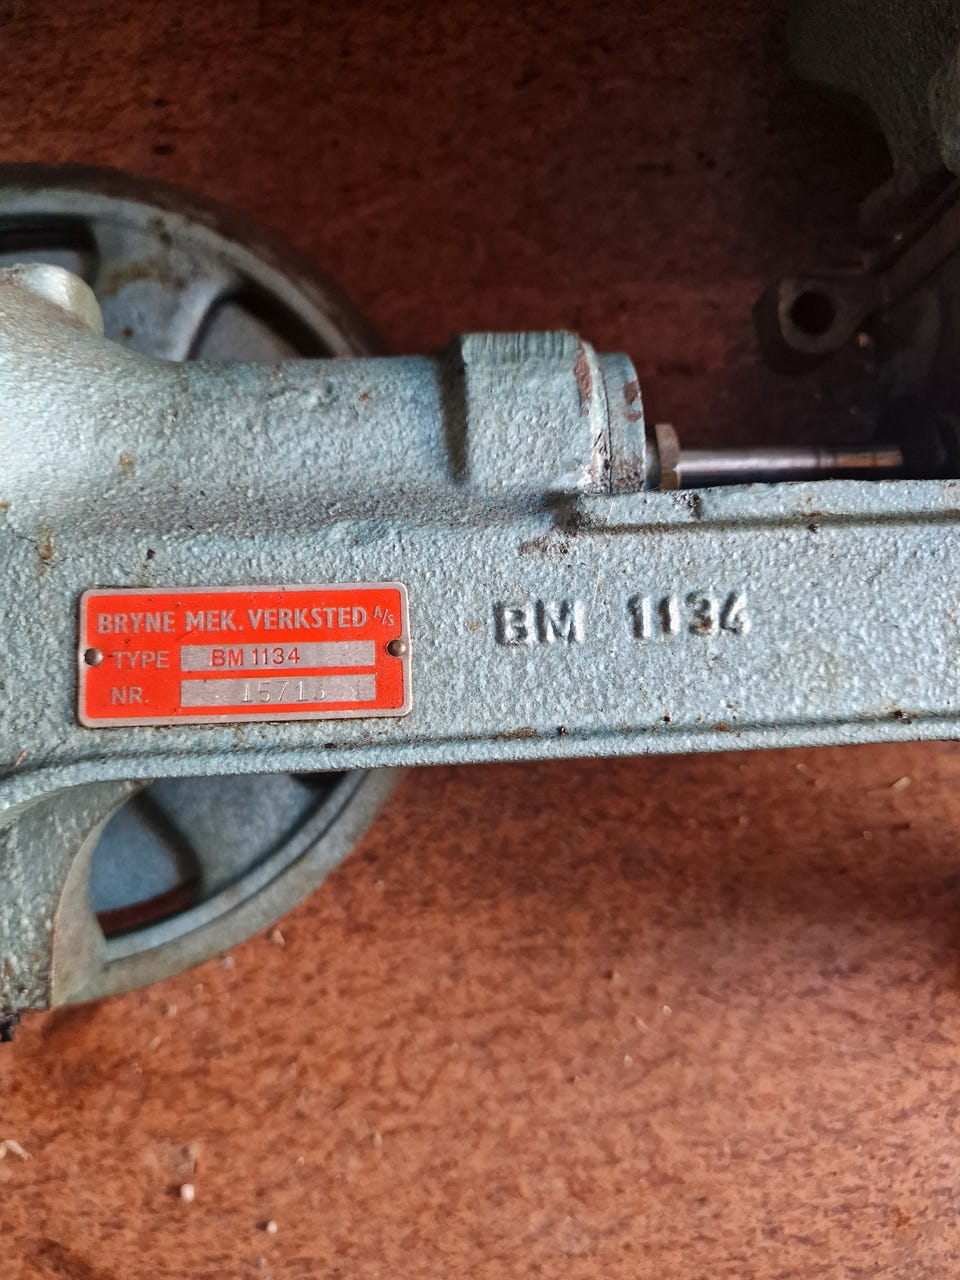 BRYNE MEK. VERKSTED A/S
TYPE BM 1134
NR.
BM 1134